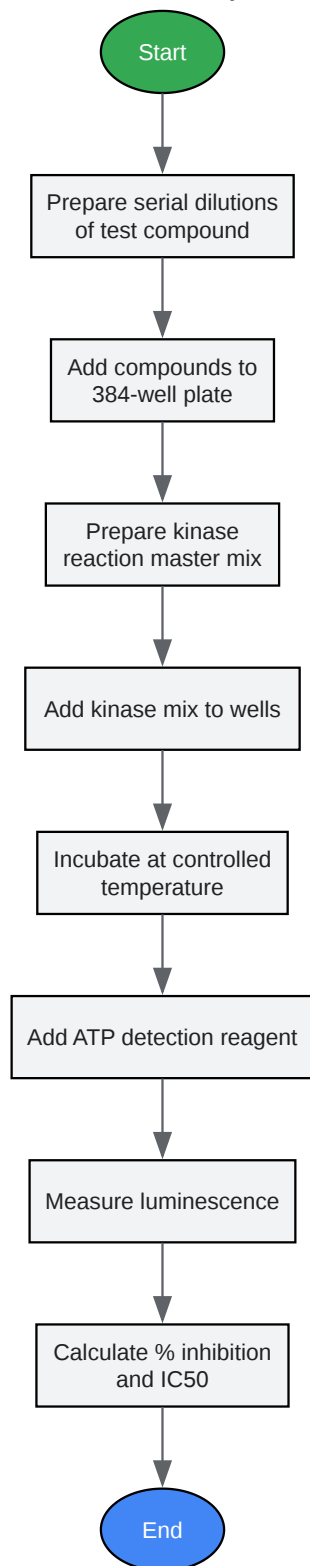 Start
Prepare serial dilutions
of test compound
Add compounds to
384-well plate
Prepare kinase
reaction master mix
Add kinase mix to wells
Incubate at controlled
temperature
Add ATP detection reagent
Measure luminescence
Calculate % inhibition
and IC50
End